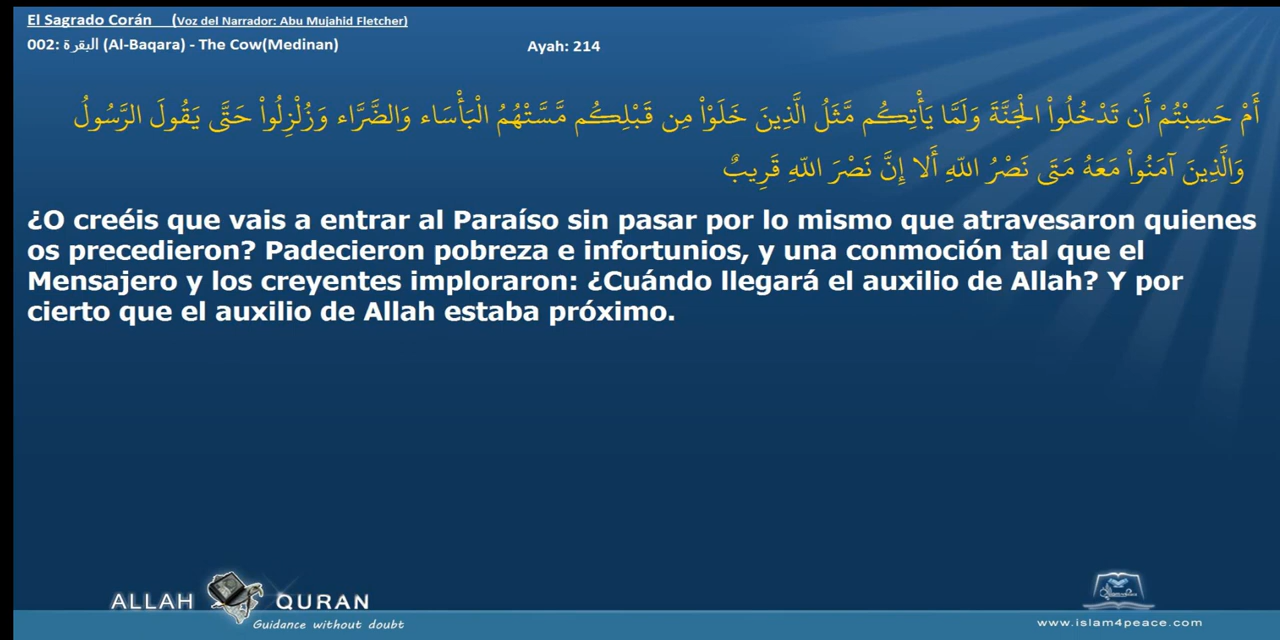 El Sagrado Corán (Voz del Narrador: Abu Mujahid Fletcher)
002: البقرة (Al-Baqara) - The Cow(Medinan) Ayah: 214
أَمْ حَسِبْتُمْ أَن تَدْخُلُواْ الْجَنَّةَ وَلَمَّا يَأْتِكُم مَّثَلُ الَّذِينَ خَلَوْاْ مِن قَبْلِكُم مَّسَّتْهُمُ الْبَأْسَاء وَالضَّرَّاء وَزُلْزِلُواْ حَتَّى يَقُولَ الرَّسُولُ
وَالَّذِينَ آمَنُواْ مَعَهُ مَتَى نَصْرُ اللّهِ أَلا إِنَّ نَصْرَ اللّهِ قَرِيبٌ
¿O creéis que vais a entrar al Paraíso sin pasar por lo mismo que atravesaron quienes
os precedieron? Padecieron pobreza e infortunios, y una conmoción tal que el
Mensajero y los creyentes imploraron: ¿Cuándo llegará el auxilio de Allah? Y por
cierto que el auxilio de Allah estaba próximo.
ALLAH QURAN
Guidance without doubt
www.islam4peace.com